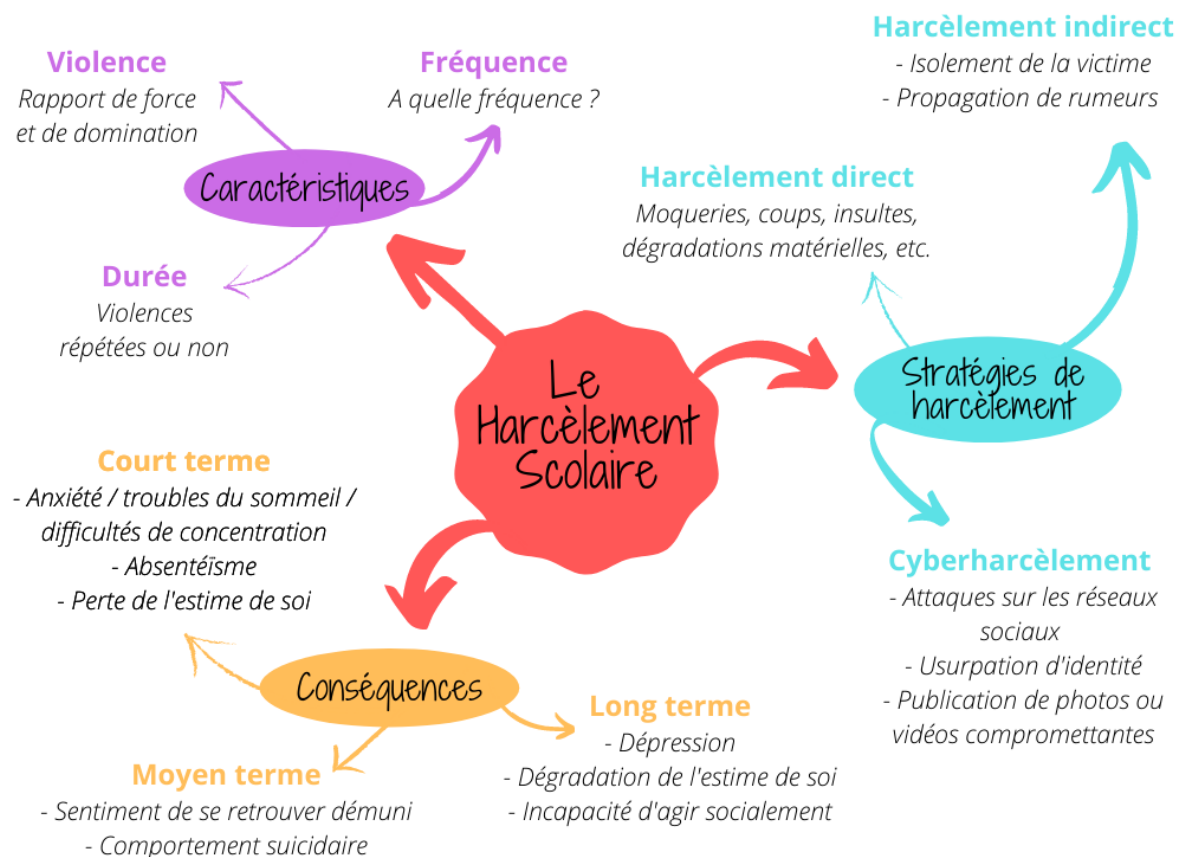 Le
Harcèlement
Scolaire
Caractéristiques
Violence
Rapport de force
et de domination
Fréquence
A quelle fréquence ?
Durée
Violences
répétées ou non
Stratégies de
harcèlement
Harcèlement direct
Moqueries, coups, insultes,
dégradations matérielles, etc.
Harcèlement indirect
- Isolement de la victime
- Propagation de rumeurs
Cyberharcèlement
- Attaques sur les réseaux
sociaux
- Usurpation d'identité
- Publication de photos ou
vidéos compromettantes
Conséquences
Court terme
- Anxiété / troubles du sommeil /
difficultés de concentration
- Absentéïsme
- Perte de l'estime de soi
Moyen terme
- Sentiment de se retrouver démuni
- Comportement suicidaire
Long terme
- Dépression
- Dégradation de l'estime de soi
- Incapacité d'agir socialement